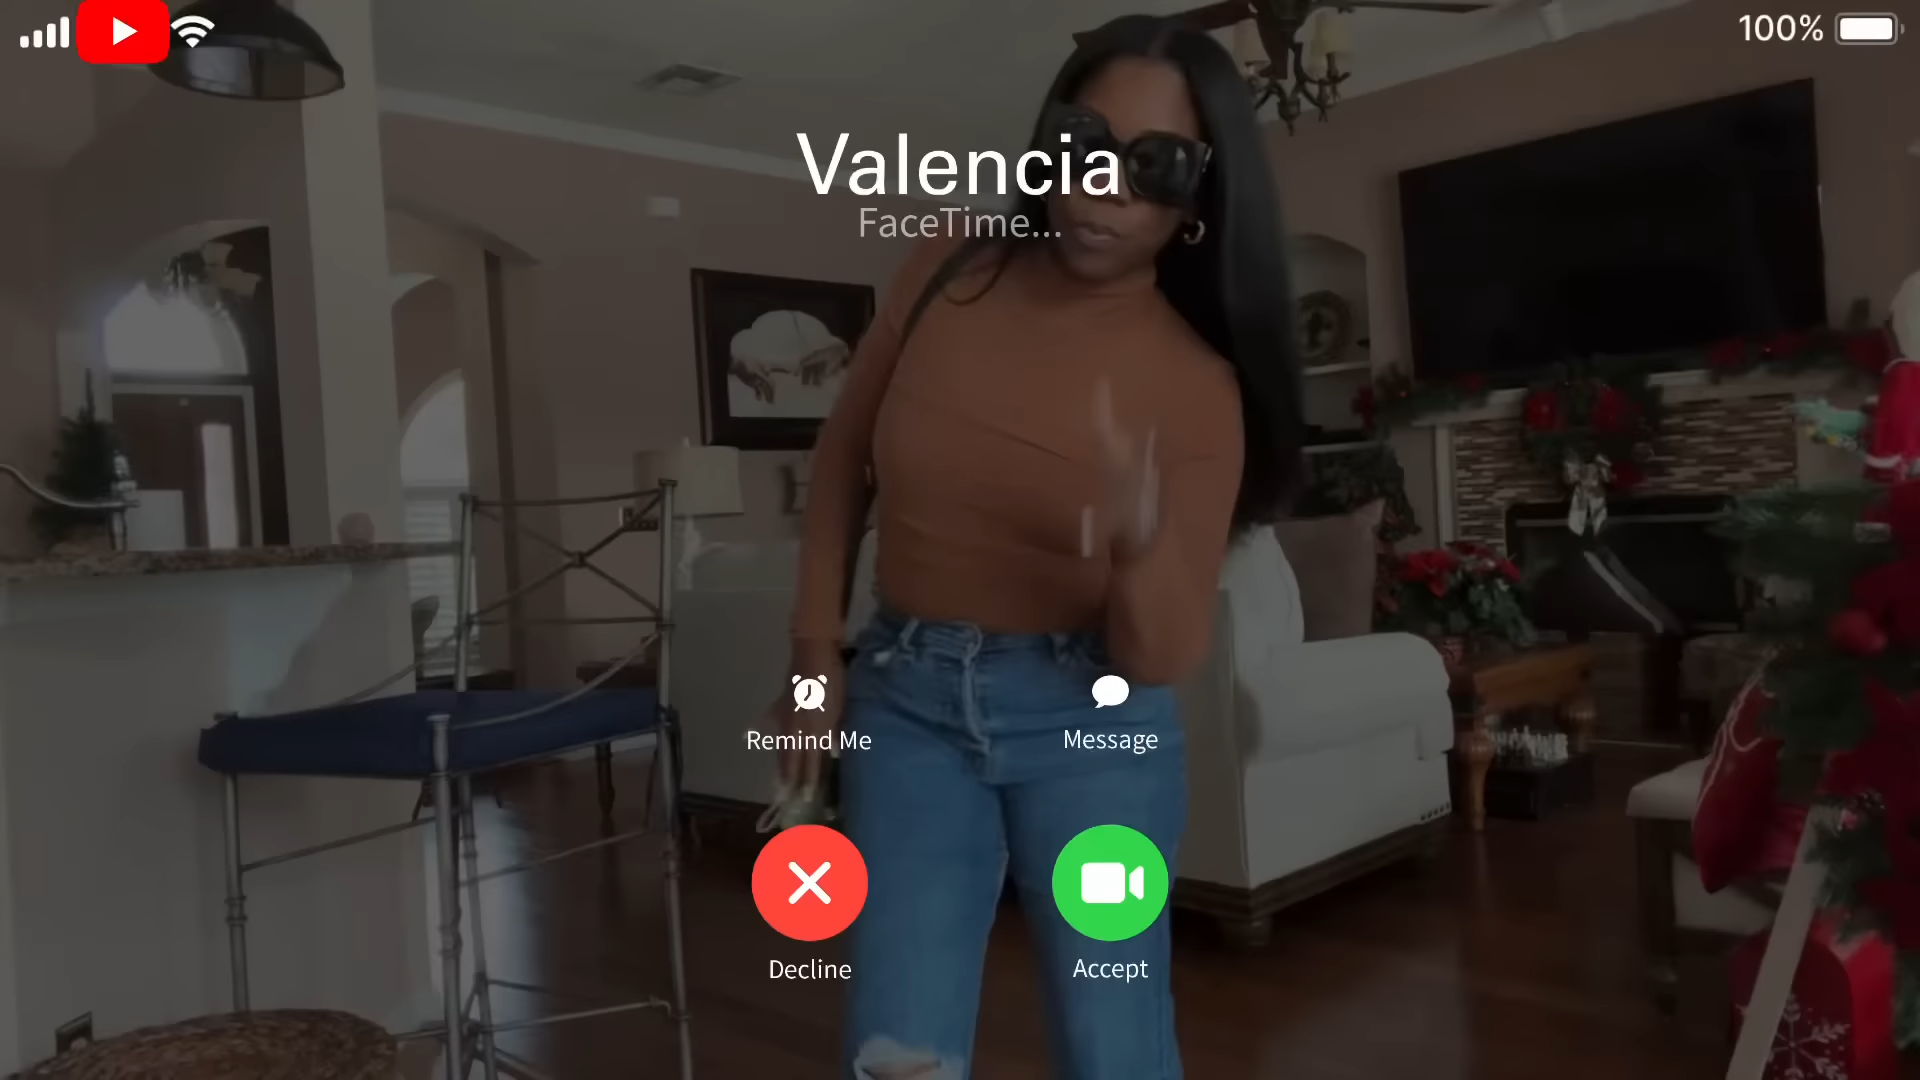 100%
Valencia
FaceTime...
Remind Me
Message
Decline
Accept